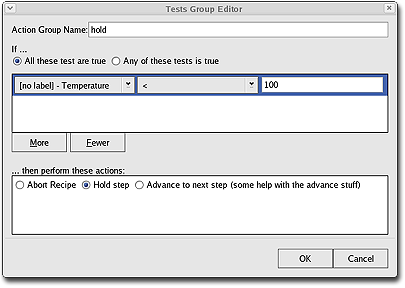 Tests Group Editor
Action Group Name: hold
If ...
All these test are true Any of these tests is true
[no label] - Temperature < 100
More Fewer
... then perform these actions:
Abort Recipe Hold step Advance to next step (some help with the advance stuff)
OK Cancel